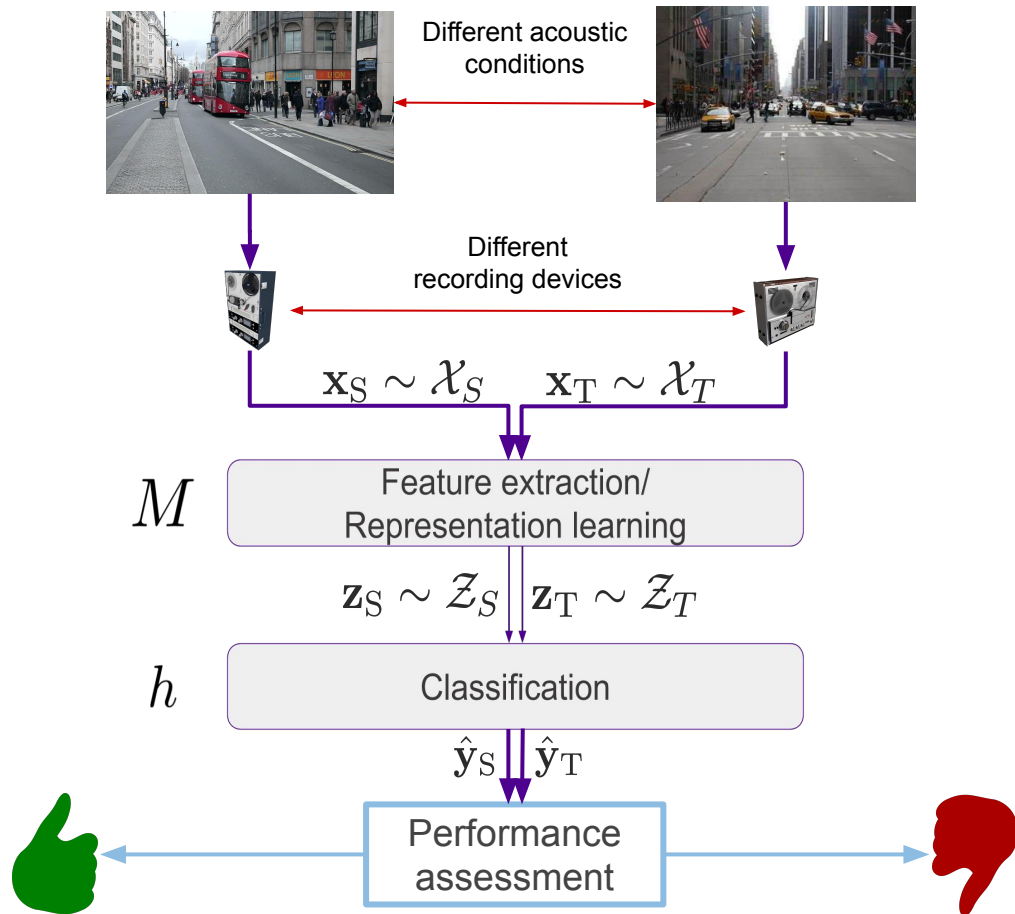 Different acoustic
conditions
Different
recording devices
𝐱_S ∼ 𝒳_S 𝐱_T ∼ 𝒳_T
M
Feature extraction/
Representation learning
𝐳_S ∼ 𝒵_S 𝐳_T ∼ 𝒵_T
h
Classification
ŷ_S ŷ_T
Performance
assessment